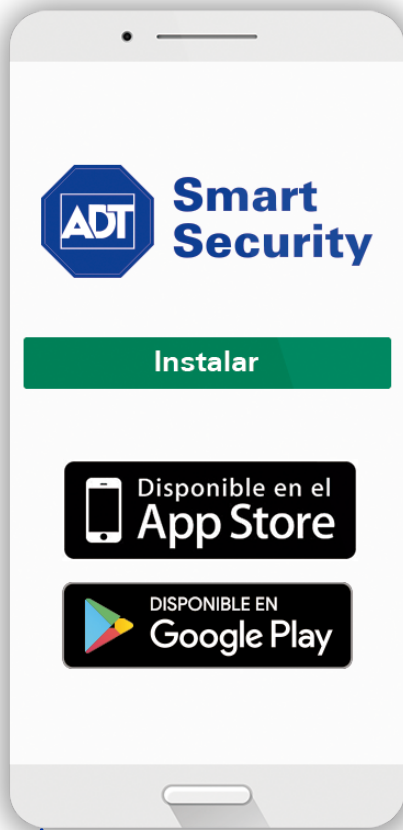 ADT
Smart
Security
Instalar
Disponible en el
App Store
DISPONIBLE EN
Google Play